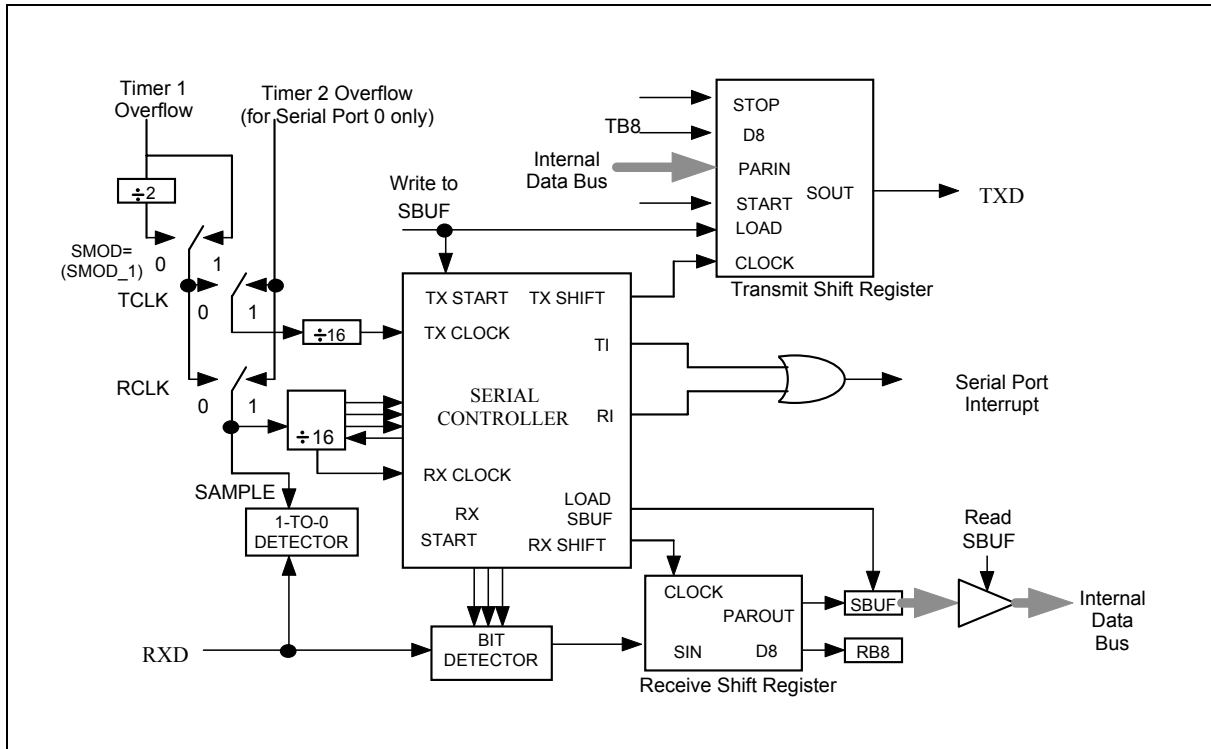 Timer 1
Overflow
Timer 2 Overflow
(for Serial Port 0 only)
÷2
SMOD=
(SMOD_1)
0
1
TCLK
0
1
RCLK
0
1
÷16
÷16
SAMPLE
1-TO-0
DETECTOR
RXD
Write to
SBUF
TX START
TX SHIFT
TX CLOCK
TI
SERIAL
CONTROLLER
RI
RX CLOCK
LOAD
SBUF
RX
START
RX SHIFT
BIT
DETECTOR
TB8
Internal
Data Bus
STOP
D8
PARIN
SOUT
START
LOAD
CLOCK
Transmit Shift Register
TXD
Serial Port
Interrupt
CLOCK
PAROUT
SIN
D8
Receive Shift Register
SBUF
RB8
Read
SBUF
Internal
Data
Bus